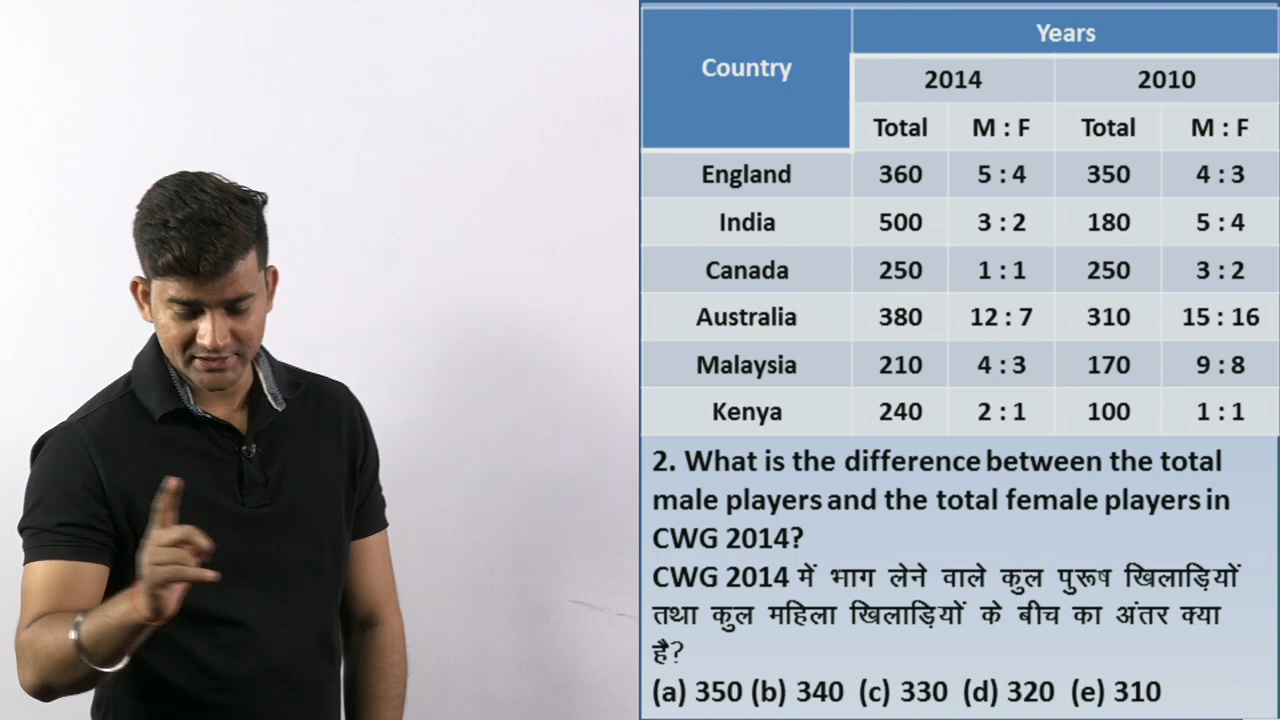 Country Years
2014 2010
Total M : F Total M : F
England 360 5 : 4 350 4 : 3
India 500 3 : 2 180 5 : 4
Canada 250 1 : 1 250 3 : 2
Australia 380 12 : 7 310 15 : 16
Malaysia 210 4 : 3 170 9 : 8
Kenya 240 2 : 1 100 1 : 1
2. What is the difference between the total
male players and the total female players in
CWG 2014?
CWG 2014 में भाग लेने वाले कुल पुरूष खिलाड़ियों
तथा कुल महिला खिलाड़ियों के बीच का अंतर क्या
है?
(a) 350 (b) 340 (c) 330 (d) 320 (e) 310